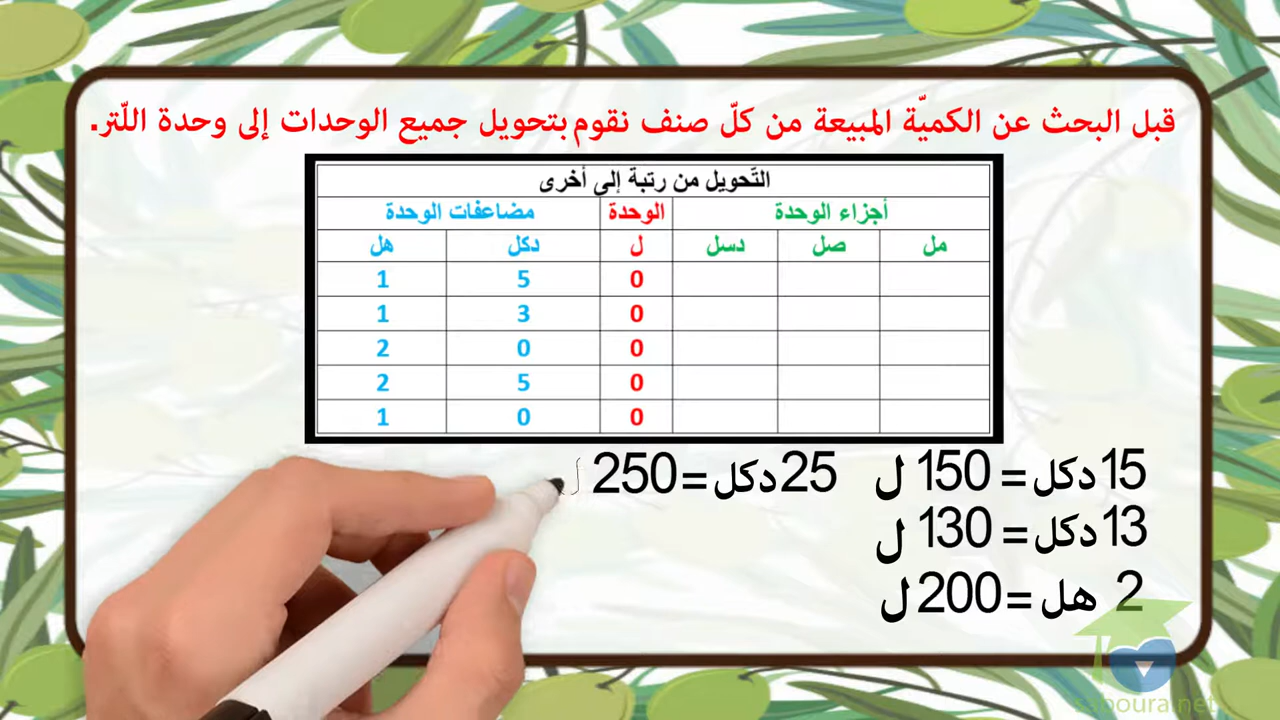 قبل البحث عن الكميّة المبيعة من كلّ صنف نقوم بتحويل جميع الوحدات إلى وحدة اللّتر.
التّحويل من رتبة إلى أخرى
أجزاء الوحدة الوحدة مضاعفات الوحدة
مل صل دسل ل دكل هل
0 5 1
0 3 1
0 0 2
0 5 2
0 0 1
15 دكل = 150 ل
25 دكل = 250 ل
13 دكل = 130 ل
2 هل = 200 ل